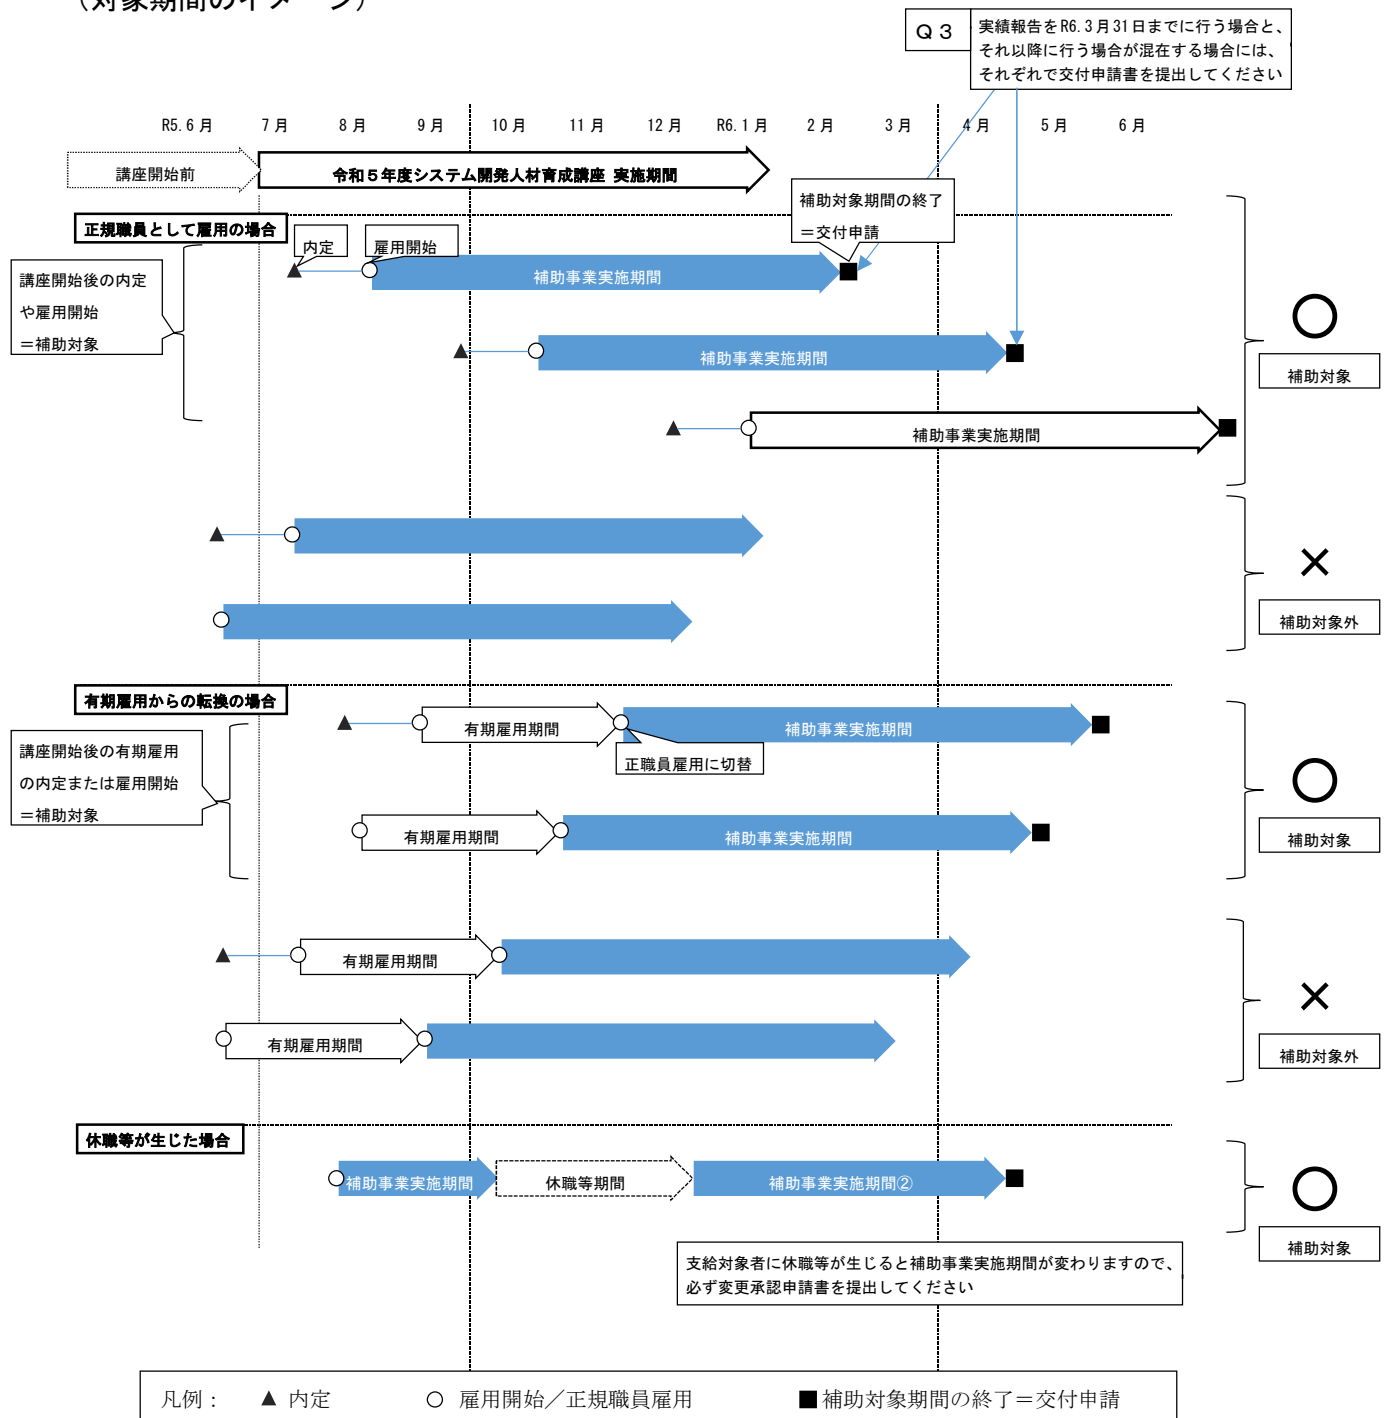 （対象期間のイメージ）
Ｑ３
実績報告をR6.3月31日までに行う場合と、
それ以降に行う場合が混在する場合には、
それぞれで交付申請書を提出してください
R5.6月 7月 8月 9月 10月 11月 12月 R6.1月 2月 3月 4月 5月 6月
講座開始前
令和５年度システム開発人材育成講座 実施期間
補助対象期間の終了
＝交付申請
正規職員として雇用の場合
内定
雇用開始
補助事業実施期間
講座開始後の内定
や雇用開始
＝補助対象
補助事業実施期間
補助対象
補助事業実施期間
補助対象外
有期雇用からの転換の場合
有期雇用期間
補助事業実施期間
正職員雇用に切替
講座開始後の有期雇用
の内定または雇用開始
＝補助対象
有期雇用期間
補助事業実施期間
補助対象
有期雇用期間
有期雇用期間
補助対象外
休職等が生じた場合
補助事業実施期間
休職等期間
補助事業実施期間②
補助対象
支給対象者に休職等が生じると補助事業実施期間が変わりますので、
必ず変更承認申請書を提出してください
凡例： ▲ 内定 ○ 雇用開始／正規職員雇用 ■補助対象期間の終了＝交付申請